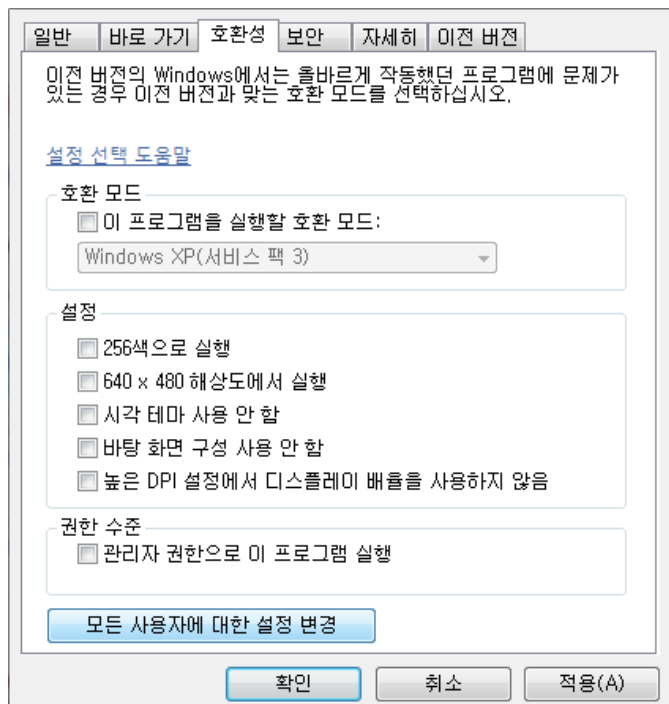 일반 바로 가기 호환성 보안 자세히 이전 버전
이전 버전의 Windows에서는 올바르게 작동했던 프로그램에 문제가
있는 경우 이전 버전과 맞는 호환 모드를 선택하십시오.
설정 선택 도움말
호환 모드
이 프로그램을 실행할 호환 모드:
Windows XP(서비스 팩 3)
설정
256색으로 실행
640 x 480 해상도에서 실행
시각 테마 사용 안 함
바탕 화면 구성 사용 안 함
높은 DPI 설정에서 디스플레이 배율을 사용하지 않음
권한 수준
관리자 권한으로 이 프로그램 실행
모든 사용자에 대한 설정 변경
확인 취소 적용(A)